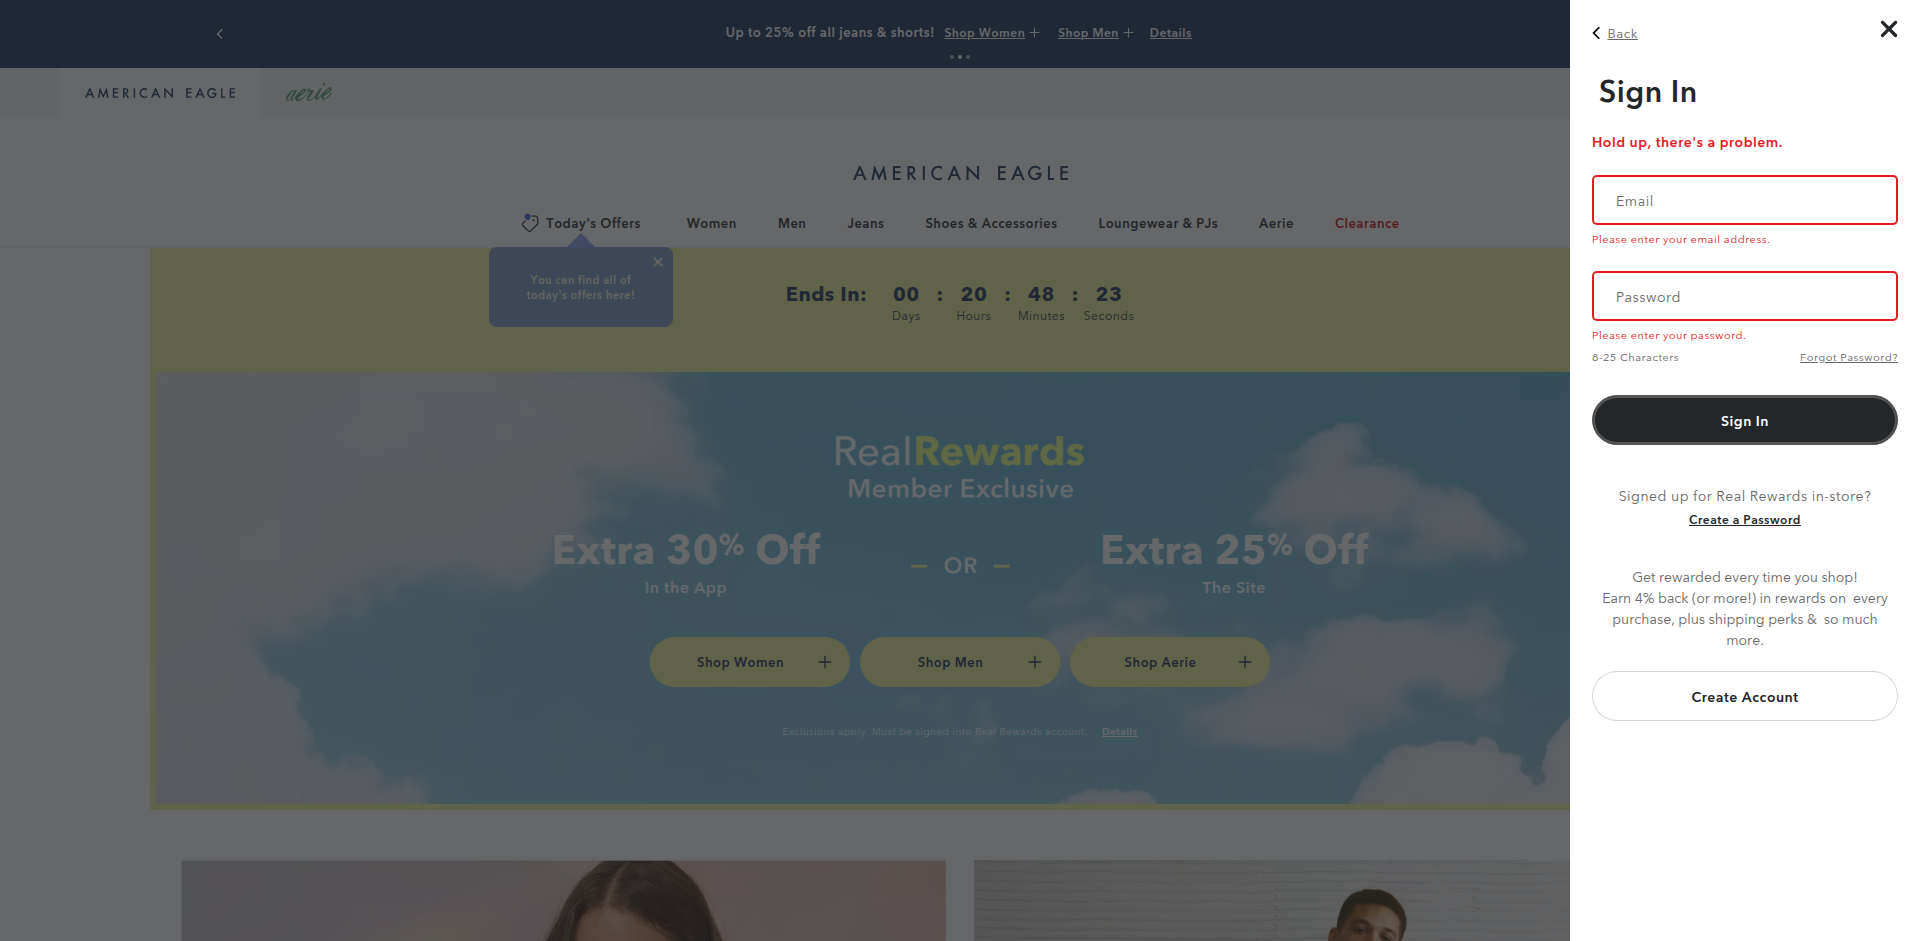 Up to 25% off all jeans & shorts! Shop Women Shop Men Details
AMERICAN EAGLE aerie
AMERICAN EAGLE
Today's Offers Women Men Jeans Shoes & Accessories Loungewear & PJs Aerie Clearance
You can find all of
today's offers here!
Ends In: 00 : 20 : 48 : 23
Days Hours Minutes Seconds
RealRewards
Member Exclusive
Extra 30% Off
In the App
OR
Extra 25% Off
The Site
Shop Women Shop Men Shop Aerie
Exclusions apply. Must be signed into Real Rewards account. Details
Back
Sign In
Hold up, there's a problem.
Email
Please enter your email address.
Password
Please enter your password.
8-25 Characters Forgot Password?
Sign In
Signed up for Real Rewards in-store?
Create a Password
Get rewarded every time you shop!
Earn 4% back (or more!) in rewards on every
purchase, plus shipping perks & so much
more.
Create Account